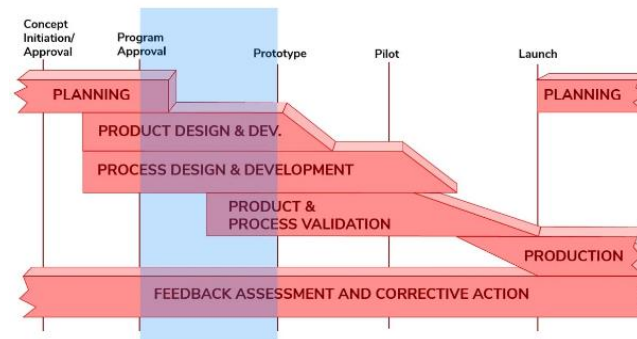 Concept
Initiation/
Approval
Program
Approval
Prototype
Pilot
Launch
PLANNING
PLANNING
PRODUCT DESIGN & DEV.
PROCESS DESIGN & DEVELOPMENT
PRODUCT &
PROCESS VALIDATION
PRODUCTION
FEEDBACK ASSESSMENT AND CORRECTIVE ACTION